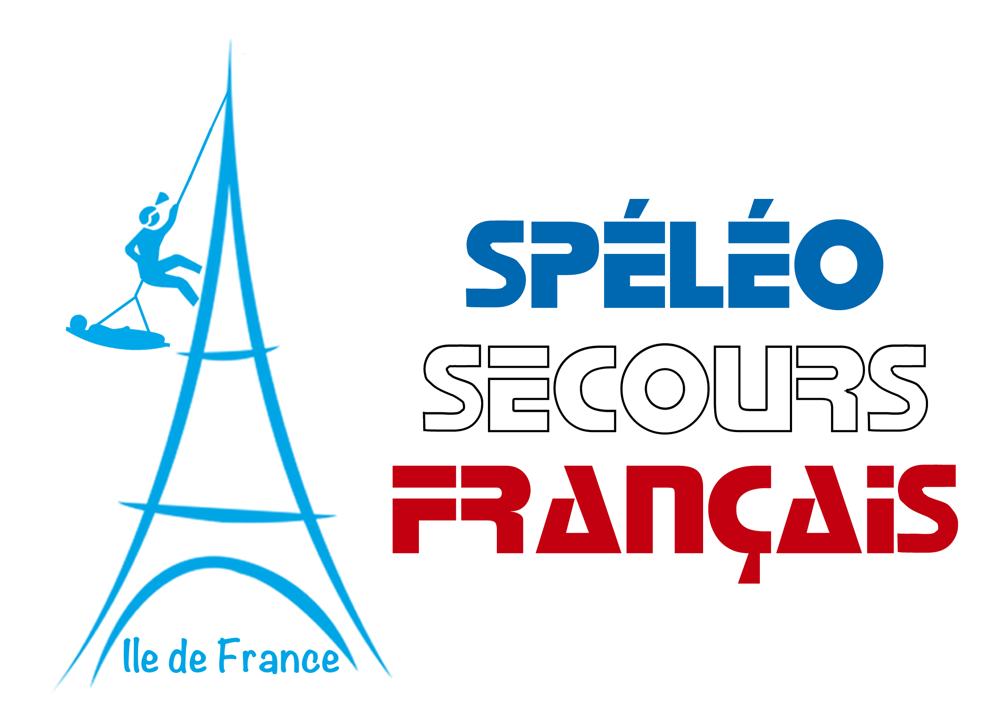 SPÉLÉO
SECOURS
FRANÇAiS
Ile de France